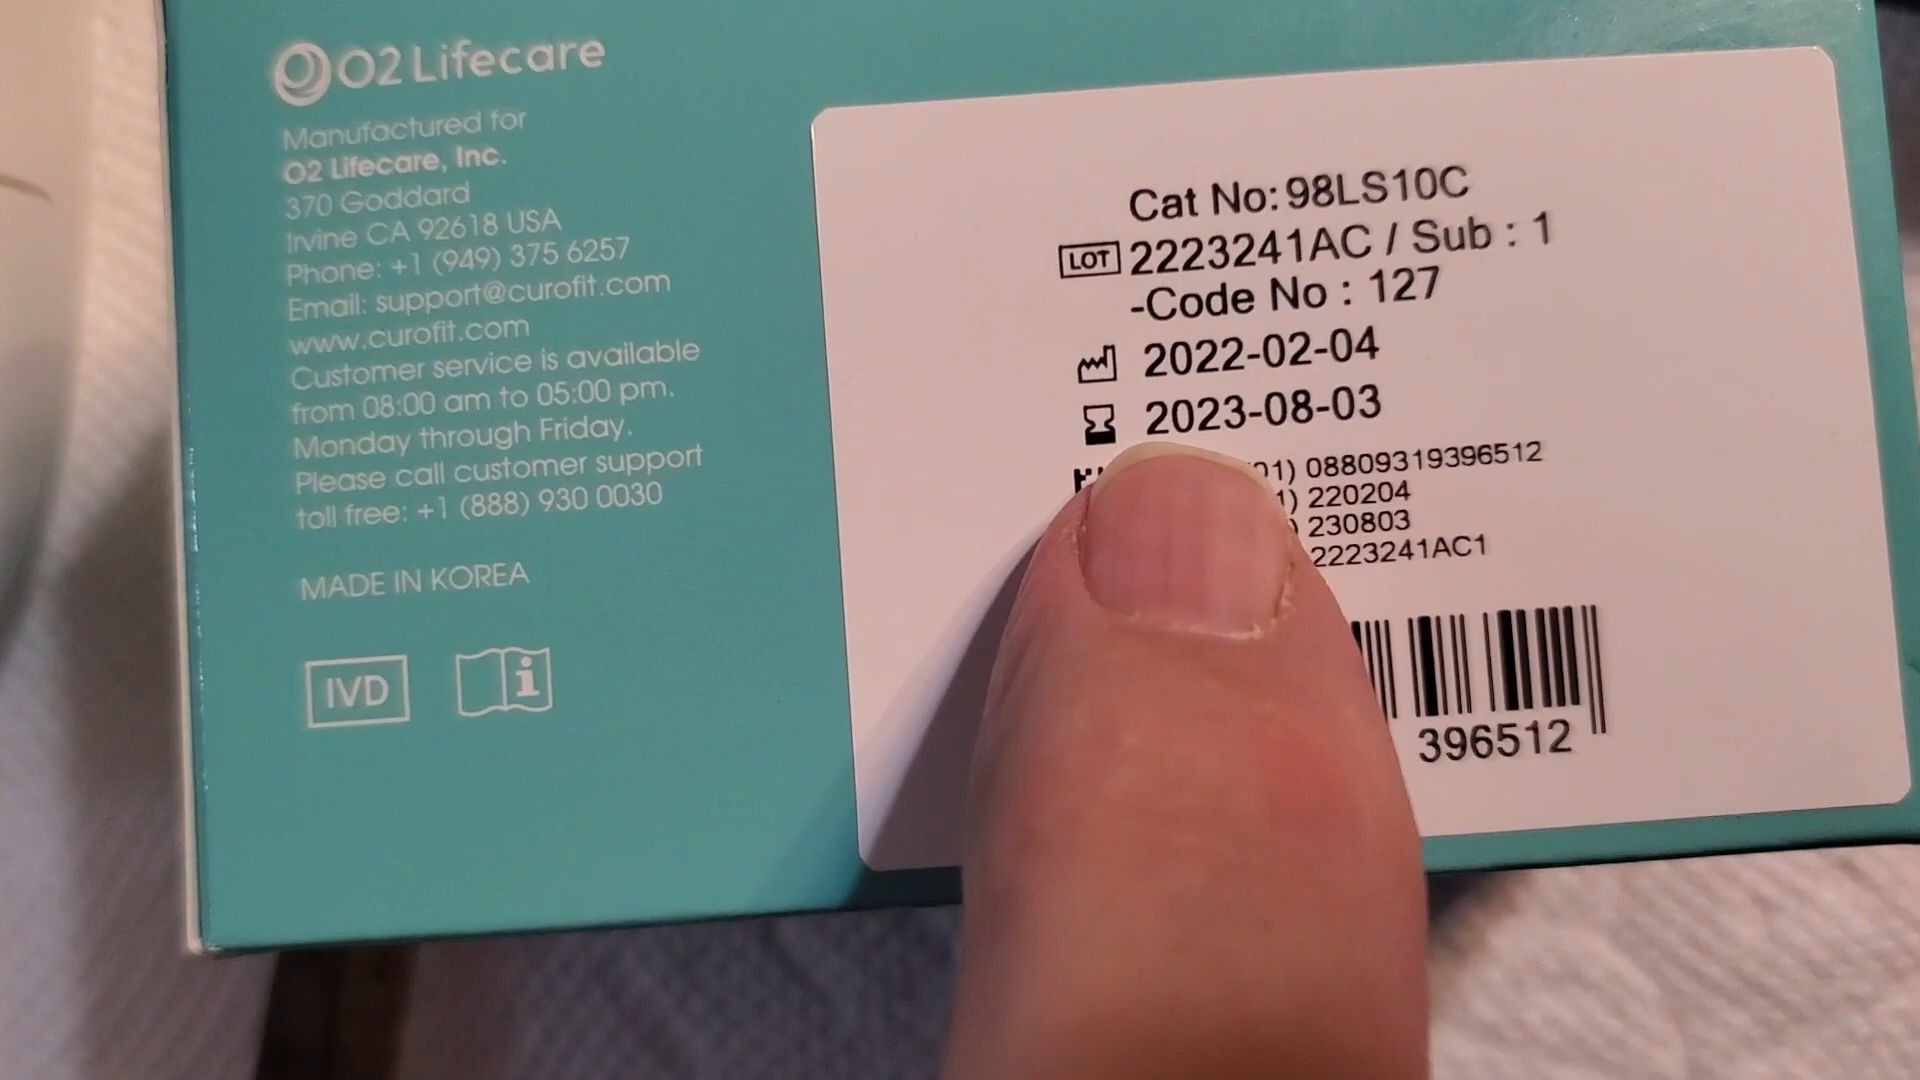 O2 Lifecare
Manufactured for
O2 Lifecare, Inc.
370 Goddard
Irvine CA 92618 USA
Phone: +1 (949) 375 6257
Email: support@curofit.com
www.curofit.com
Customer service is available
from 08:00 am to 05:00 pm.
Monday through Friday.
Please call customer support
toll free: +1 (888) 930 0030
MADE IN KOREA
IVD
i
Cat No: 98LS10C
LOT 2223241AC / Sub : 1
-Code No : 127
2022-02-04
2023-08-03
01) 08809319396512
1) 220204
) 230803
2223241AC1
396512